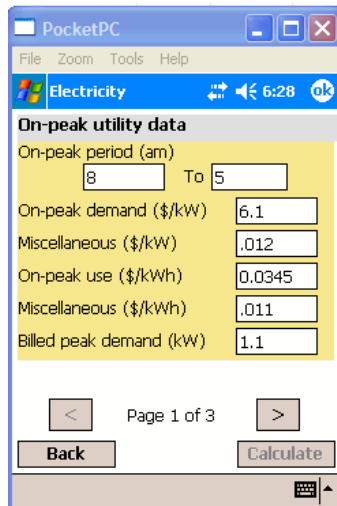 PocketPC
File Zoom Tools Help
Electricity 6:28 ok
On-peak utility data
On-peak period (am)
8 To 5
On-peak demand ($/kW) 6.1
Miscellaneous ($/kW) .012
On-peak use ($/kWh) 0.0345
Miscellaneous ($/kWh) .011
Billed peak demand (kW) 1.1
< Page 1 of 3 >
Back Calculate